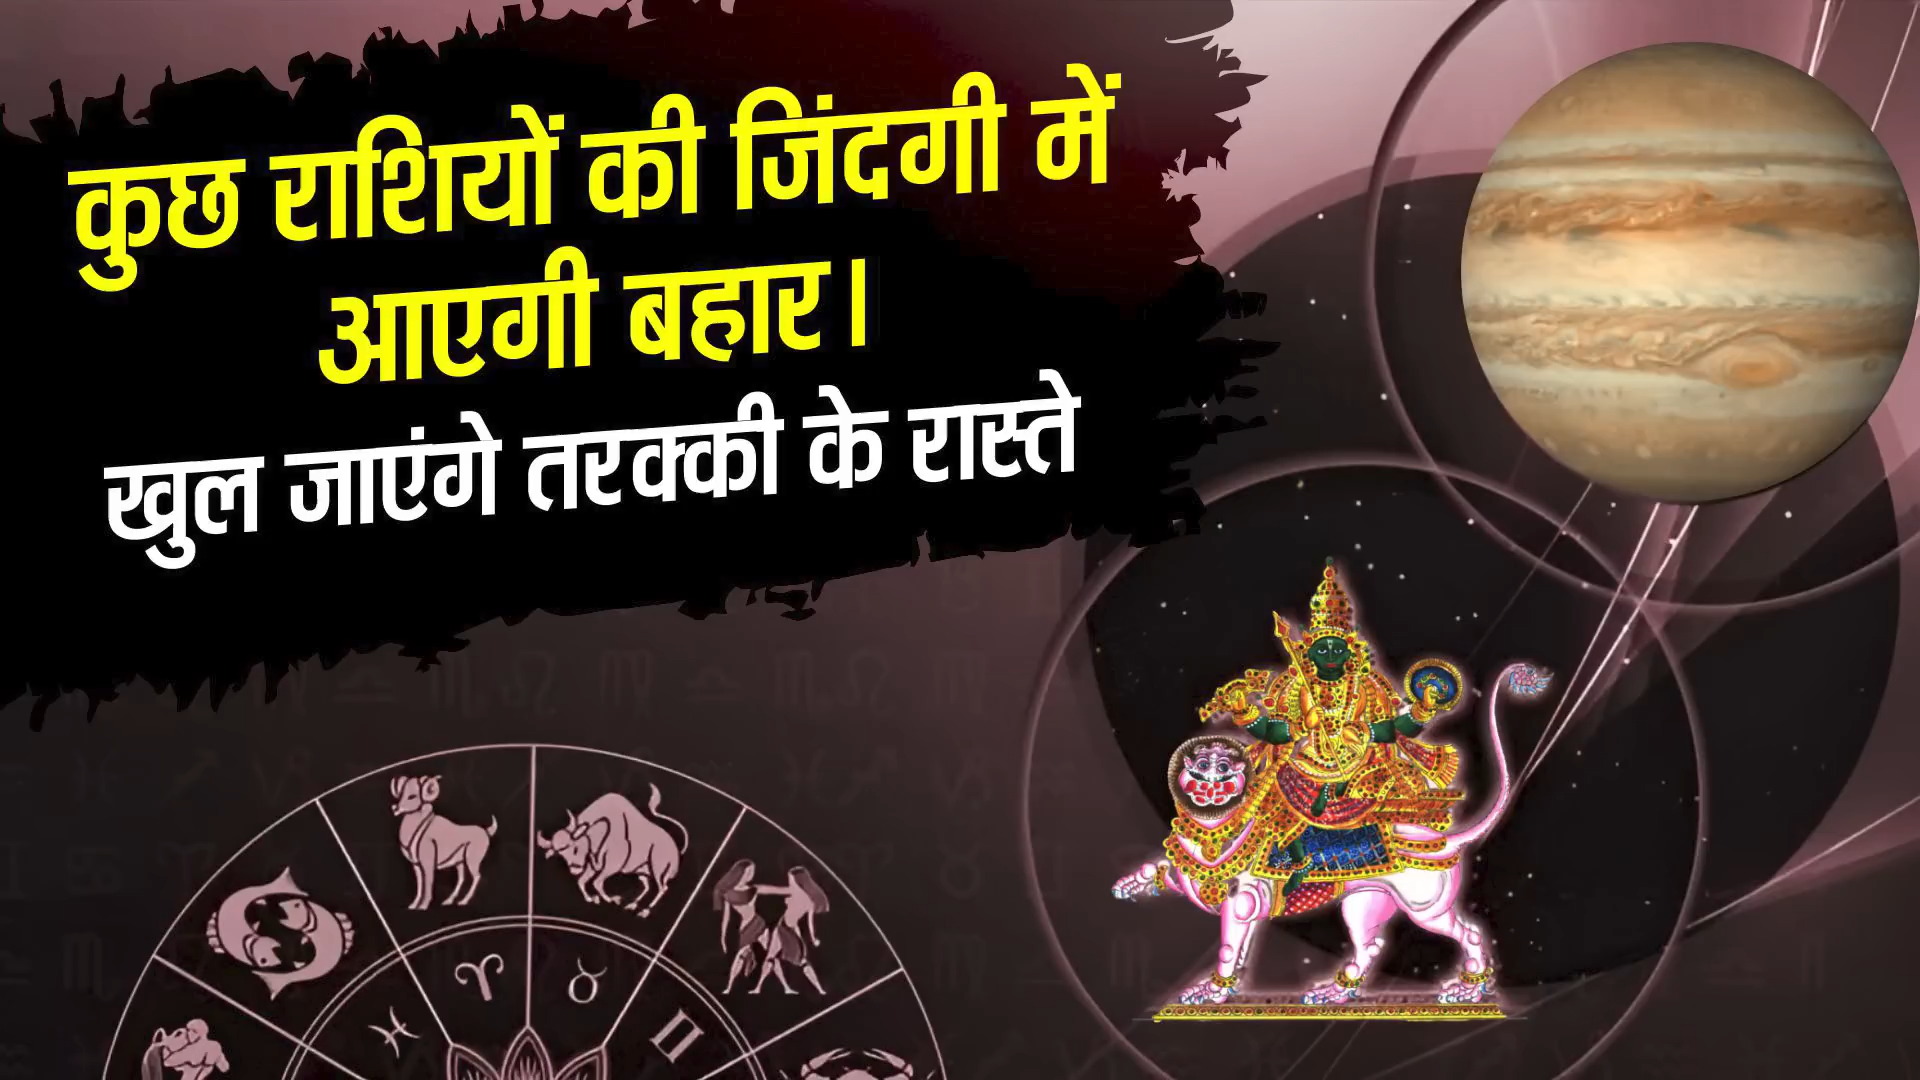 कुछ राशियों की जिंदगी में
आएगी बहार।
खुल जाएंगे तरक्की के रास्ते